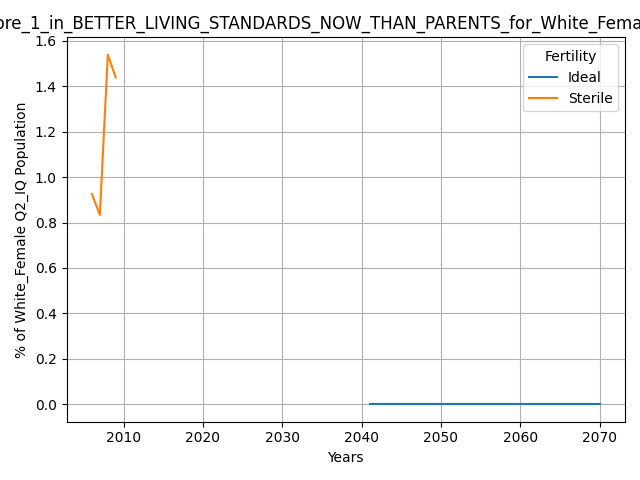 ore_1_in_BETTER_LIVING_STANDARDS_NOW_THAN_PARENTS_for_White_Fema
1.6
1.4
1.2
1.0
0.8
0.6
0.4
0.2
0.0
% of White_Female Q2_IQ Population
Fertility
Ideal
Sterile
2010 2020 2030 2040 2050 2060 2070
Years